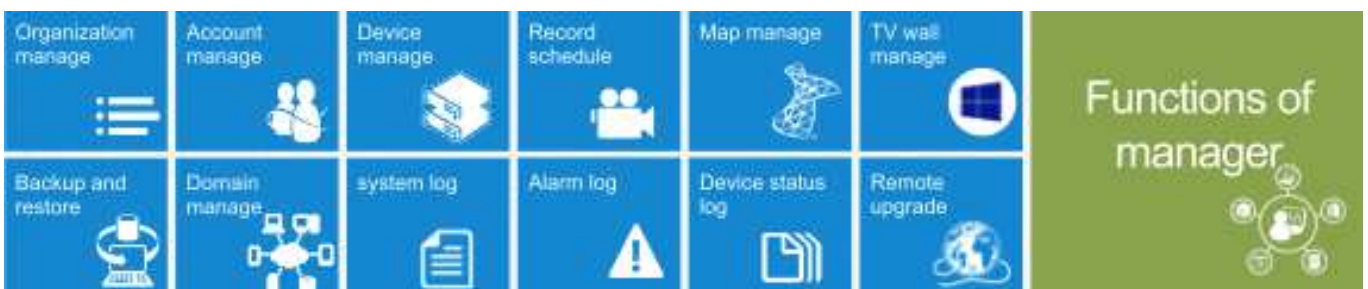 Organization
manage
Account
manage
Device
manage
Record
schedule
Map manage
TV wall
manage
Backup and
restore
Domain
manage
system log
Alarm log
Device status
log
Remote
upgrade
Functions of
manager